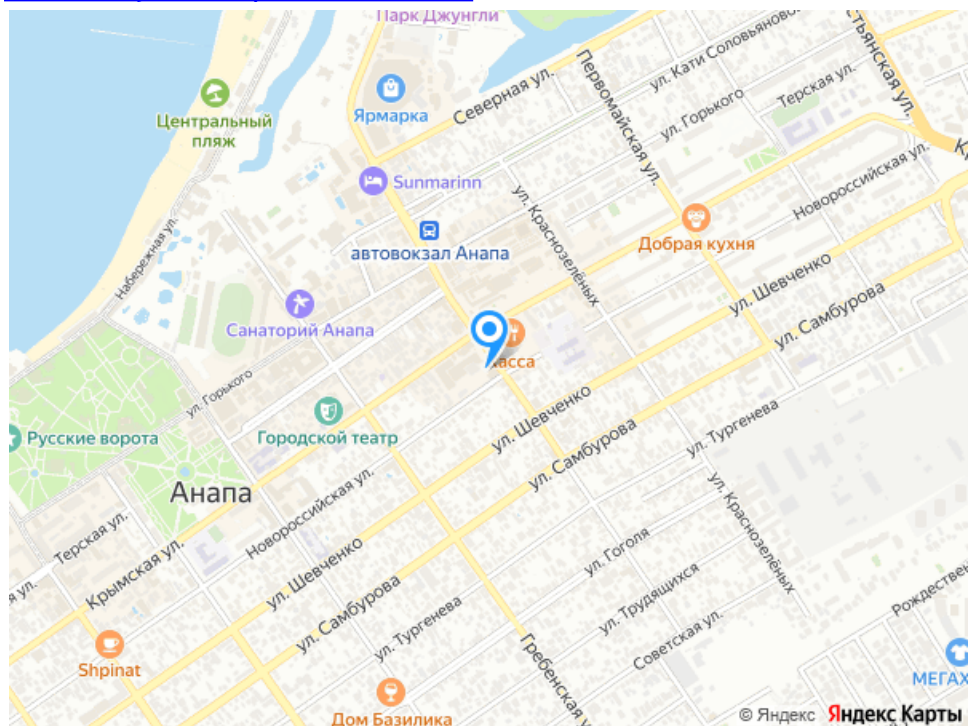 Парк Джунгли
ул. Кати Соловьяново
Первомайская ул.
Терская ул.
Центральный
пляж
Ярмарка
Северная ул.
ул. Горького
Sunmarinn
Новороссийская ул.
Набережная ул.
автовокзал Анапа
ул. Краснозелёных
Добрая кухня
ул. Шевченко
Санаторий Анапа
ул. Самбурова
асса
ул. Горького
Русские ворота
Городской театр
ул. Шевченко
ул. Тургенева
Анапа
ул. Самбурова
ул. Краснозелёных
Новороссийская ул.
Терская ул.
Крымская ул.
ул. Шевченко
ул. Гоголя
ул. Самбурова
ул. Трудящихся
Рождествен
ул. Тургенева
Советская ул.
Гребенская у
Shpinat
МЕГАХ
Дом Базилика
© Яндекс Яндекс Карты